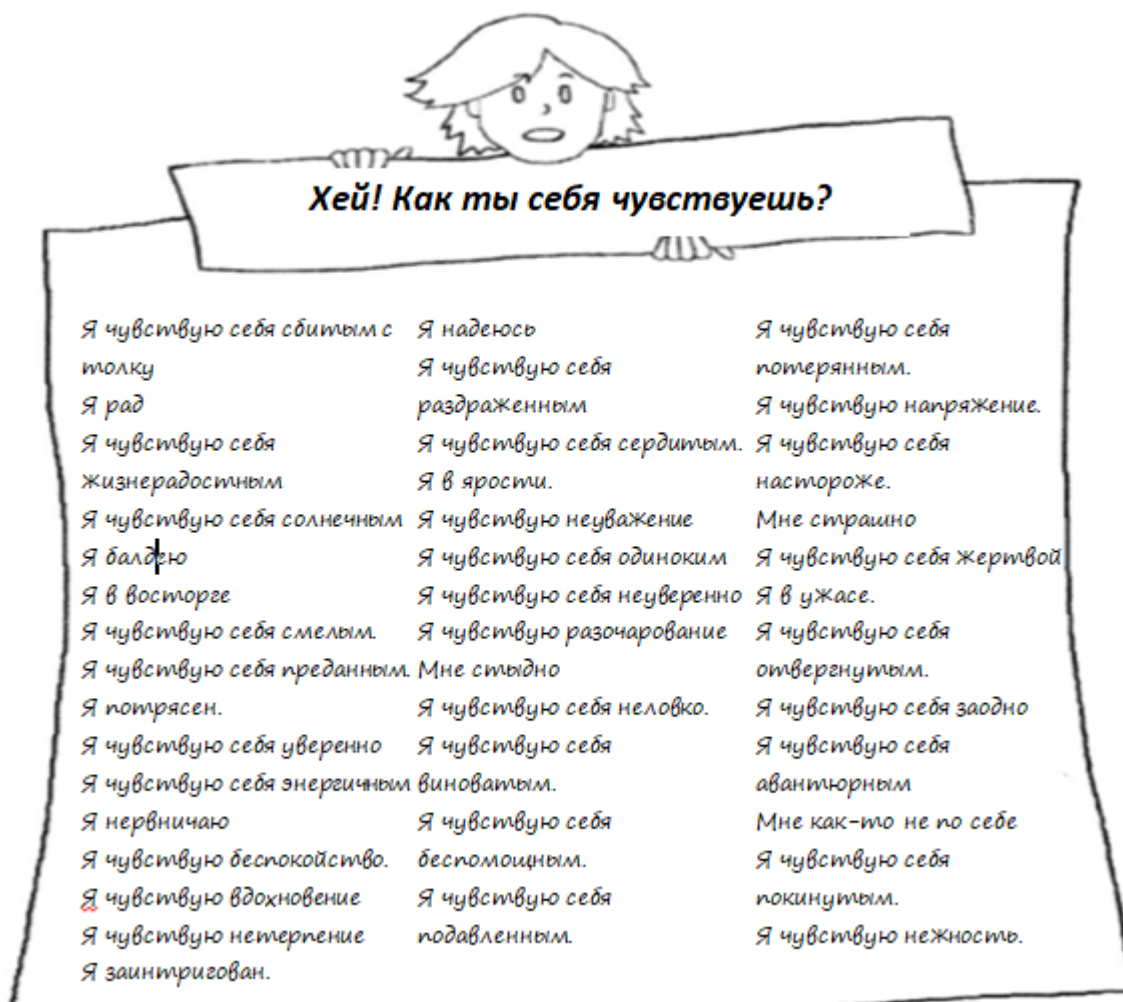 Хей! Как ты себя чувствуешь?
Я чувствую себя сбитым с
толку
Я рад
Я чувствую себя
жизнерадостным
Я чувствую себя солнечным
Я балдею
Я в восторге
Я чувствую себя смелым.
Я чувствую себя преданным.
Я потрясен.
Я чувствую себя уверенно
Я чувствую себя энергичным
Я нервничаю
Я чувствую беспокойство.
Я чувствую вдохновение
Я чувствую нетерпение
Я заинтригован.
Я надеюсь
Я чувствую себя
раздраженным
Я чувствую себя сердитым.
Я в ярости.
Я чувствую неуважение
Я чувствую себя одиноким
Я чувствую себя неуверенно
Я чувствую разочарование
Мне стыдно
Я чувствую себя неловко.
Я чувствую себя
виноватым.
Я чувствую себя
беспомощным.
Я чувствую себя
подавленным.
Я чувствую себя
потерянным.
Я чувствую напряжение.
Я чувствую себя
настороже.
Мне страшно
Я чувствую себя жертвой
Я в ужасе.
Я чувствую себя
отвергнутым.
Я чувствую себя заодно
Я чувствую себя
авантюрным
Мне как-то не по себе
Я чувствую себя
покинутым.
Я чувствую нежность.